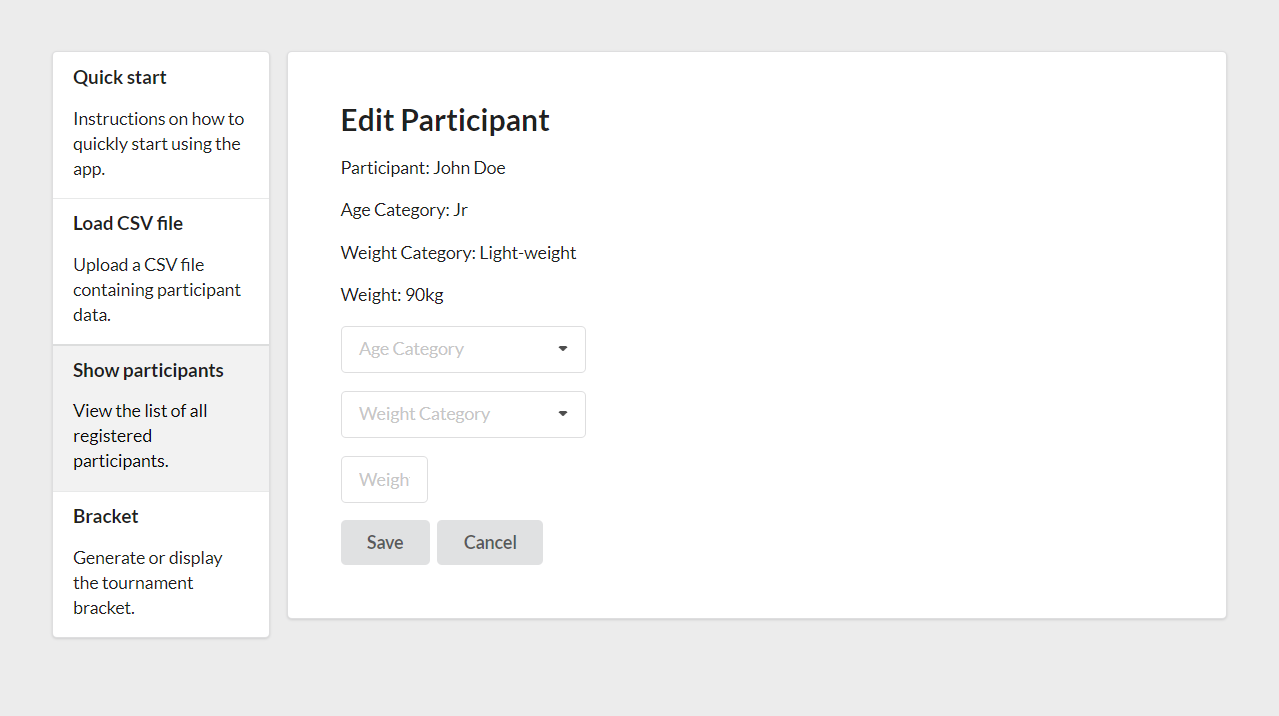 Quick start
Instructions on how to
quickly start using the
app.
Load CSV file
Upload a CSV file
containing participant
data.
Show participants
View the list of all
registered
participants.
Bracket
Generate or display
the tournament
bracket.
Edit Participant
Participant: John Doe
Age Category: Jr
Weight Category: Light-weight
Weight: 90kg
Age Category
Weight Category
Weigh
Save Cancel